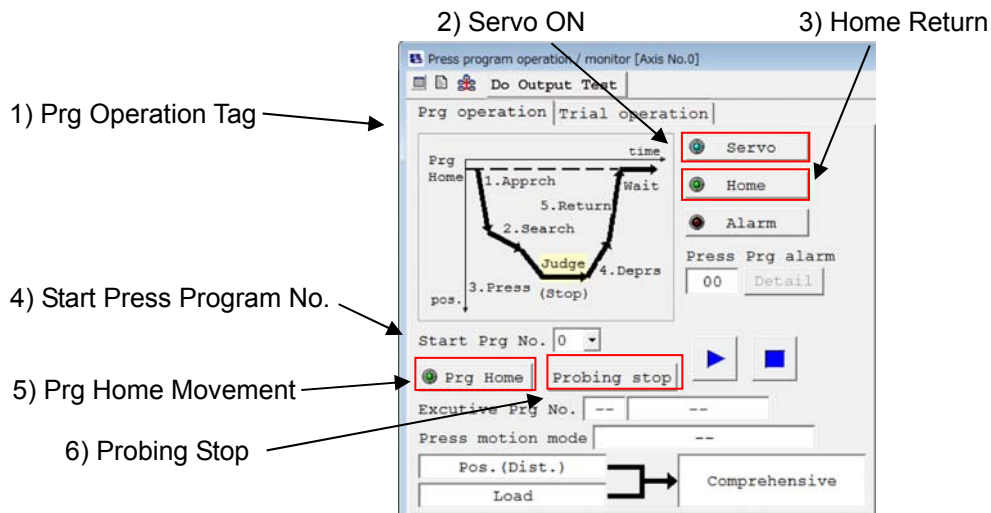 2) Servo ON
3) Home Return
1) Prg Operation Tag
4) Start Press Program No.
5) Prg Home Movement
6) Probing Stop
Press program operation / monitor [Axis No.0]
Do Output Test
Prg operation Trial operation
time
Prg
Home
1.Apprch
Wait
5.Return
2.Search
Judge
4.Deprs
3.Press
(Stop)
pos.
Servo
Home
Alarm
Press Prg alarm
00 Detail
Start Prg No. 0
Prg Home Probing stop
Excutive Prg No. -- --
Press motion mode --
Pos.(Dist.)
Load
Comprehensive